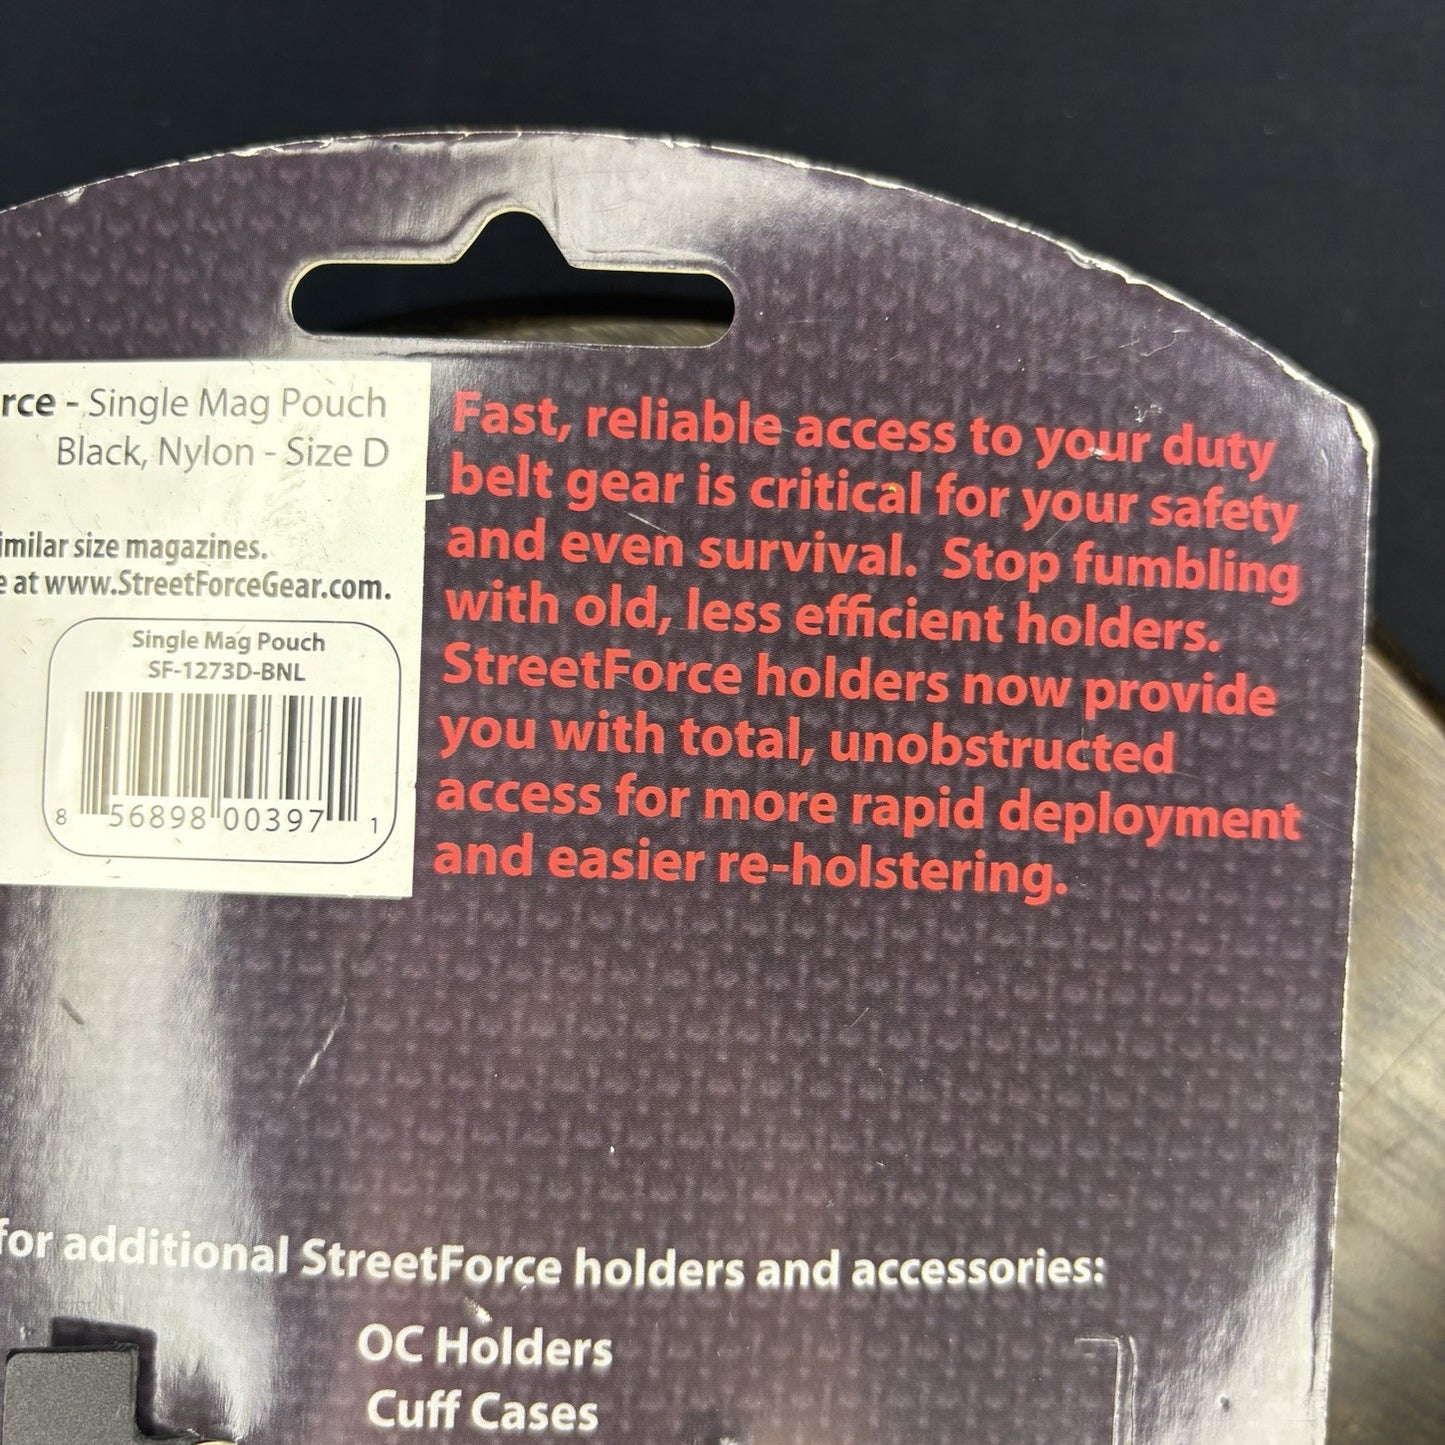 rce - Single Mag Pouch
Black, Nylon - Size D
imilar size magazines.
e at www.StreetForceGear.com.
Single Mag Pouch
SF-1273D-BNL
8 56898 00397 1
Fast, reliable access to your duty
belt gear is critical for your safety
and even survival. Stop fumbling
with old, less efficient holders.
StreetForce holders now provide
you with total, unobstructed
access for more rapid deployment
and easier re-holstering.
for additional StreetForce holders and accessories:
OC Holders
Cuff Cases